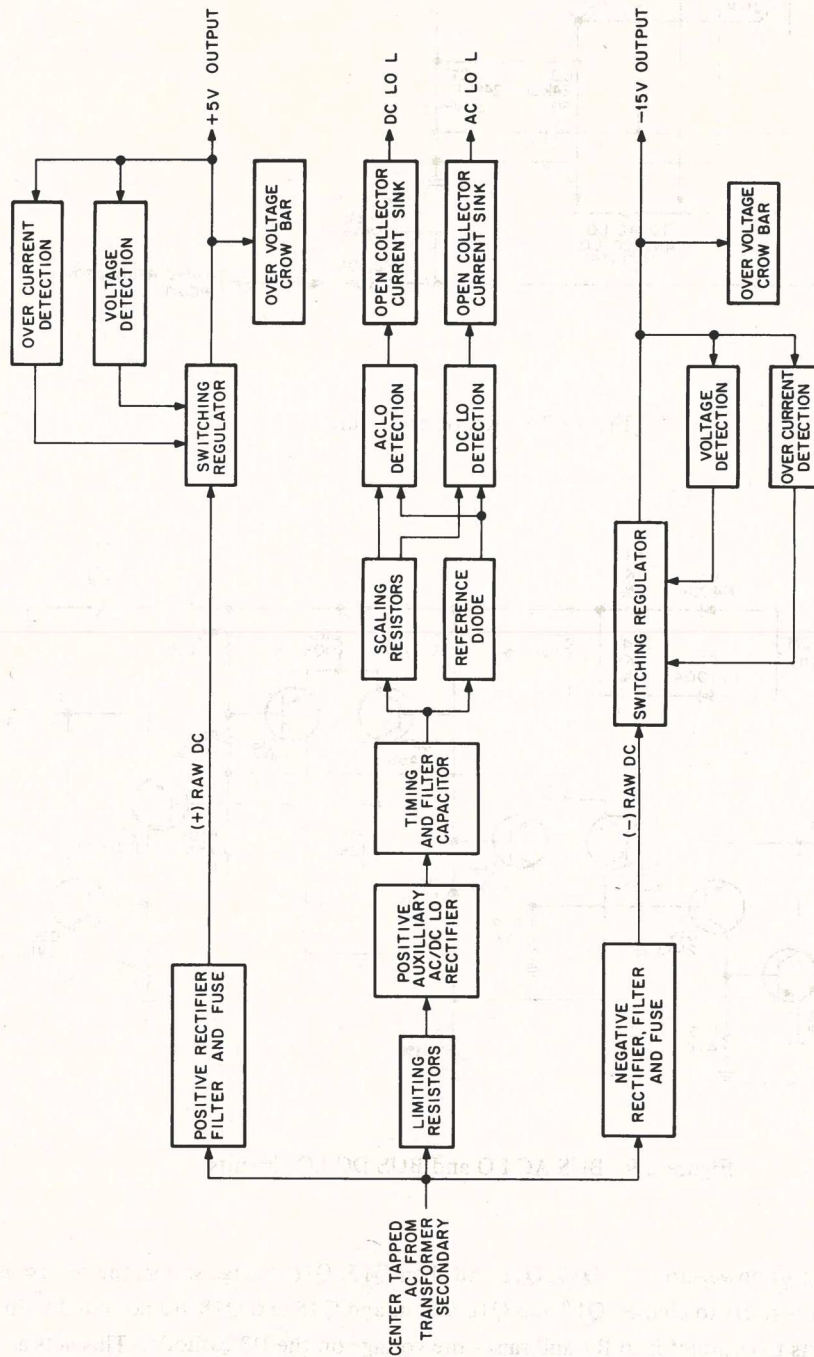 CENTER TAPPED
AC FROM
TRANSFORMER
SECONDARY
POSITIVE RECTIFIER
FILTER AND FUSE
(+) RAW DC
SWITCHING
REGULATOR
OVER CURRENT
DETECTION
VOLTAGE
DETECTION
OVER VOLTAGE
CROW BAR
+5V OUTPUT
LIMITING
RESISTORS
POSITIVE
AUXILLIARY
AC/DC LO
RECTIFIER
TIMING
AND FILTER
CAPACITOR
SCALING
RESISTORS
REFERENCE
DIODE
AC LO
DETECTION
DC LO
DETECTION
OPEN COLLECTOR
CURRENT SINK
OPEN COLLECTOR
CURRENT SINK
DC LO L
AC LO L
NEGATIVE
RECTIFIER, FILTER
AND FUSE
(−) RAW DC
SWITCHING REGULATOR
VOLTAGE
DETECTION
OVER CURRENT
DETECTION
OVER VOLTAGE
CROW BAR
−15V OUTPUT